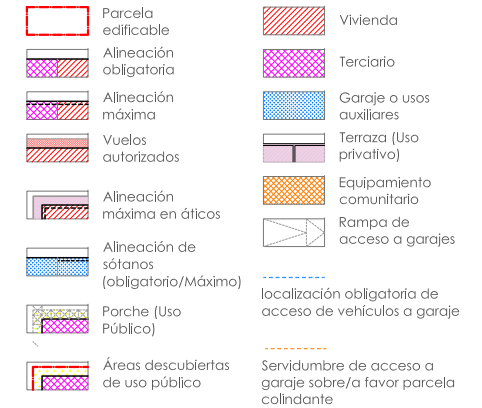 Parcela
edificable
Alineación
obligatoria
Alineación
máxima
Vuelos
autorizados
Alineación
máxima en áticos
Alineación de
sótanos
(obligatorio/Máximo)
Porche (Uso
Público)
Áreas descubiertas
de uso público
Vivienda
Terciario
Garaje o usos
auxiliares
Terraza (Uso
privativo)
Equipamiento
comunitario
Rampa de
acceso a garajes
localización obligatoria de
acceso de vehículos a garaje
Servidumbre de acceso a
garaje sobre/a favor parcela
colindante